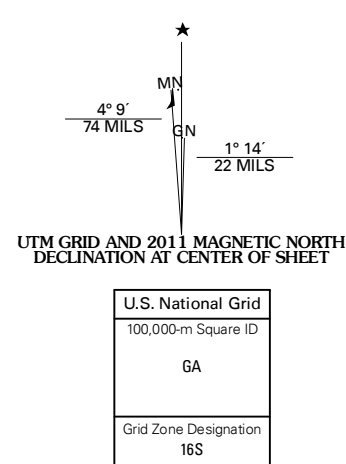 ★
MN
4° 9´
74 MILS
GN
1° 14´
22 MILS
UTM GRID AND 2011 MAGNETIC NORTH
DECLINATION AT CENTER OF SHEET
U.S. National Grid
100,000-m Square ID
GA
Grid Zone Designation
16S